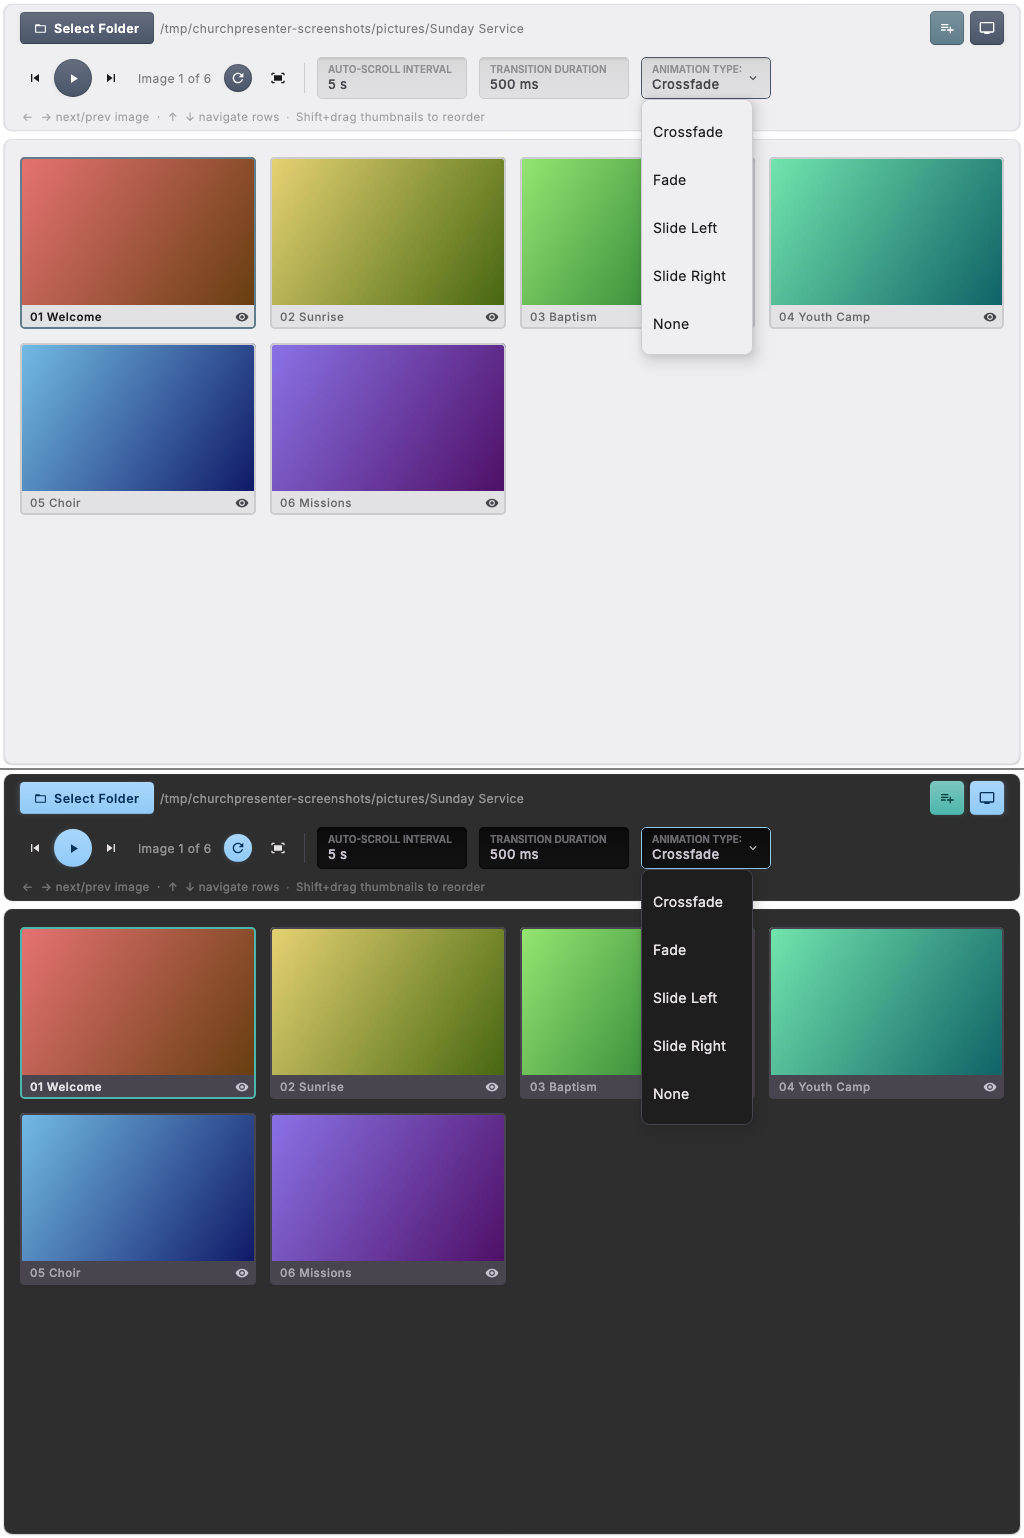 Select Folder /tmp/churchpresenter-screenshots/pictures/Sunday Service
Image 1 of 6
AUTO-SCROLL INTERVAL
5 s
TRANSITION DURATION
500 ms
ANIMATION TYPE:
Crossfade
← → next/prev image · ↑ ↓ navigate rows · Shift+drag thumbnails to reorder
Crossfade
Fade
Slide Left
Slide Right
None
01 Welcome
02 Sunrise
03 Baptism
04 Youth Camp
05 Choir
06 Missions
Select Folder /tmp/churchpresenter-screenshots/pictures/Sunday Service
Image 1 of 6
AUTO-SCROLL INTERVAL
5 s
TRANSITION DURATION
500 ms
ANIMATION TYPE:
Crossfade
← → next/prev image · ↑ ↓ navigate rows · Shift+drag thumbnails to reorder
Crossfade
Fade
Slide Left
Slide Right
None
01 Welcome
02 Sunrise
03 Baptism
04 Youth Camp
05 Choir
06 Missions